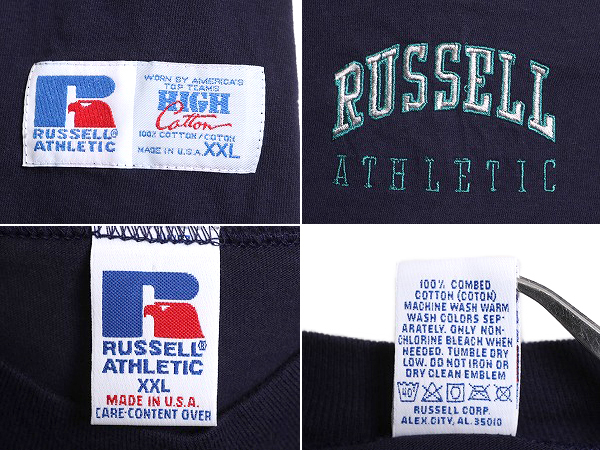 RUSSELL®
ATHLETIC
WORN BY AMERICA'S
TOP TEAMS
HIGH
Cotton
100% COTTON/COTON
MADE IN U.S.A. XXL
RUSSELL
ATHLETIC
RUSSELL®
ATHLETIC
XXL
MADE IN U.S.A.
CARE-CONTENT OVER
100% COMBED
COTTON (COTON)
MACHINE WASH WARM
WASH COLORS SEP-
ARATELY. ONLY NON-
CHLORINE BLEACH WHEN
NEEDED. TUMBLE DRY
LOW. DO NOT IRON OR
DRY CLEAN EMBLEM
40°
RUSSELL CORP.
ALEX.CITY, AL.35010